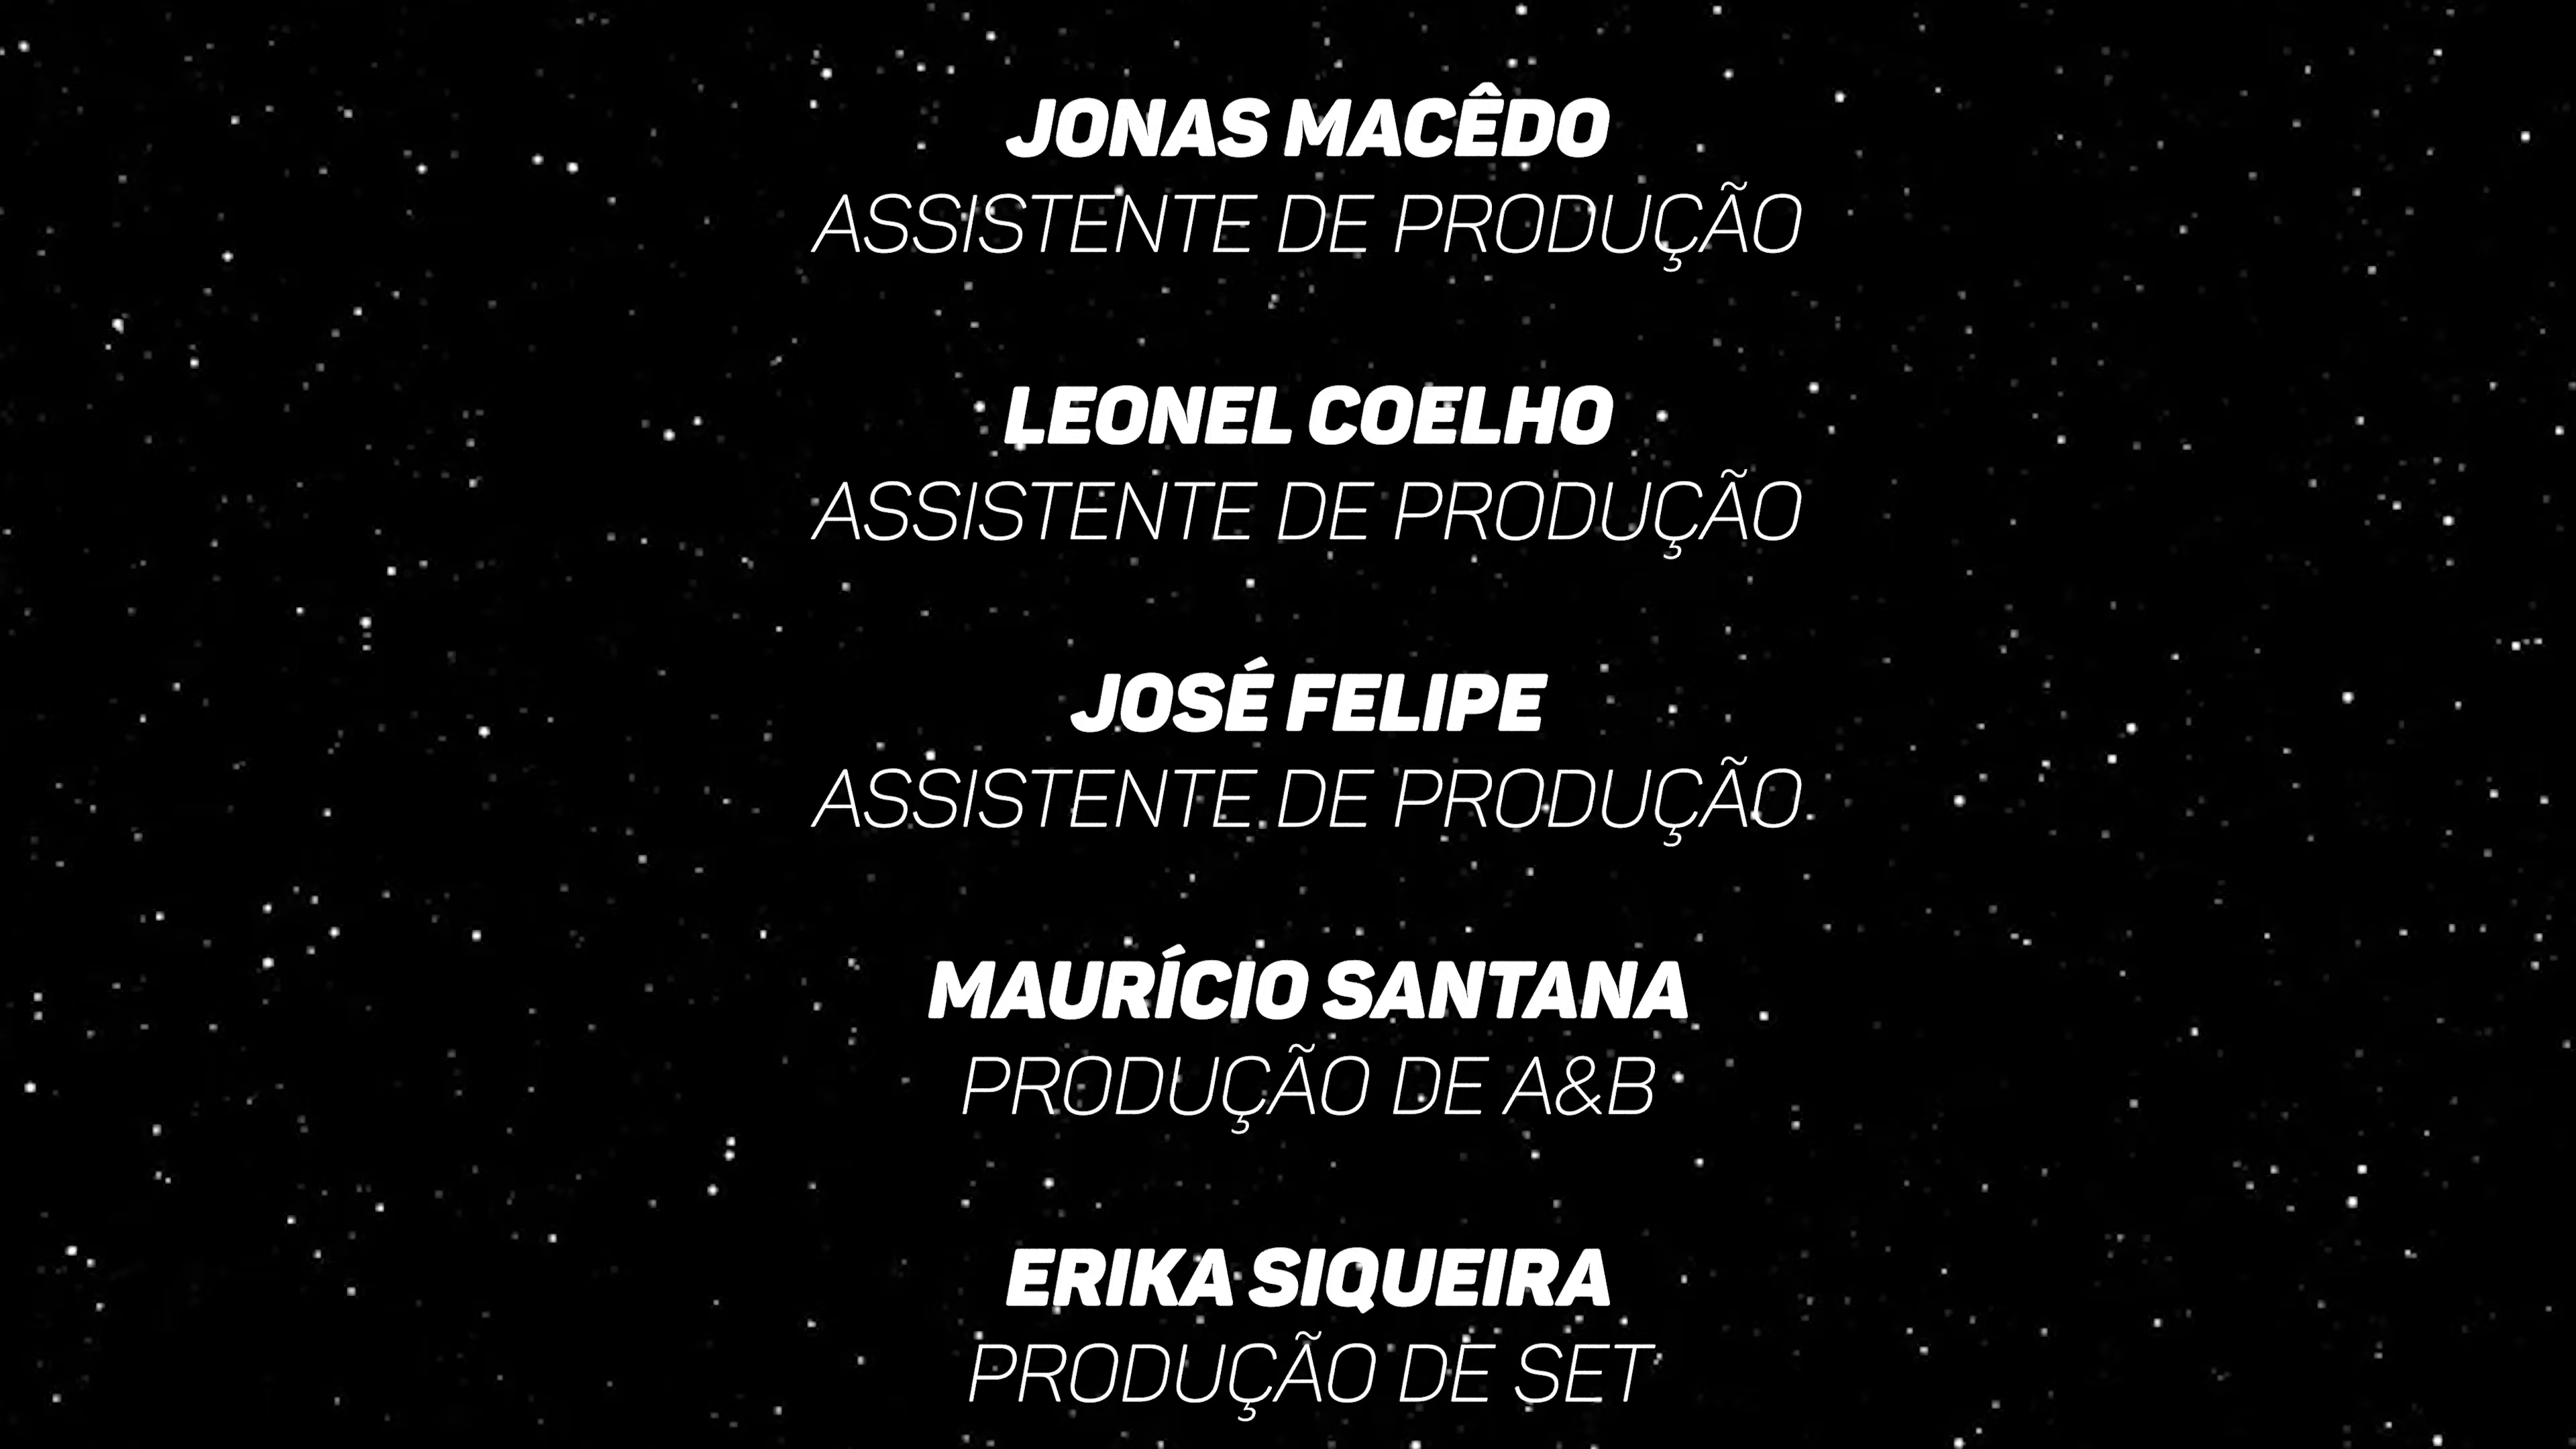 JONAS MACÊDO
ASSISTENTE DE PRODUÇÃO
LEONEL COELHO
ASSISTENTE DE PRODUÇÃO
JOSÉ FELIPE
ASSISTENTE DE PRODUÇÃO
MAURÍCIO SANTANA
PRODUÇÃO DE A&B
ERIKA SIQUEIRA
PRODUÇÃO DE SET